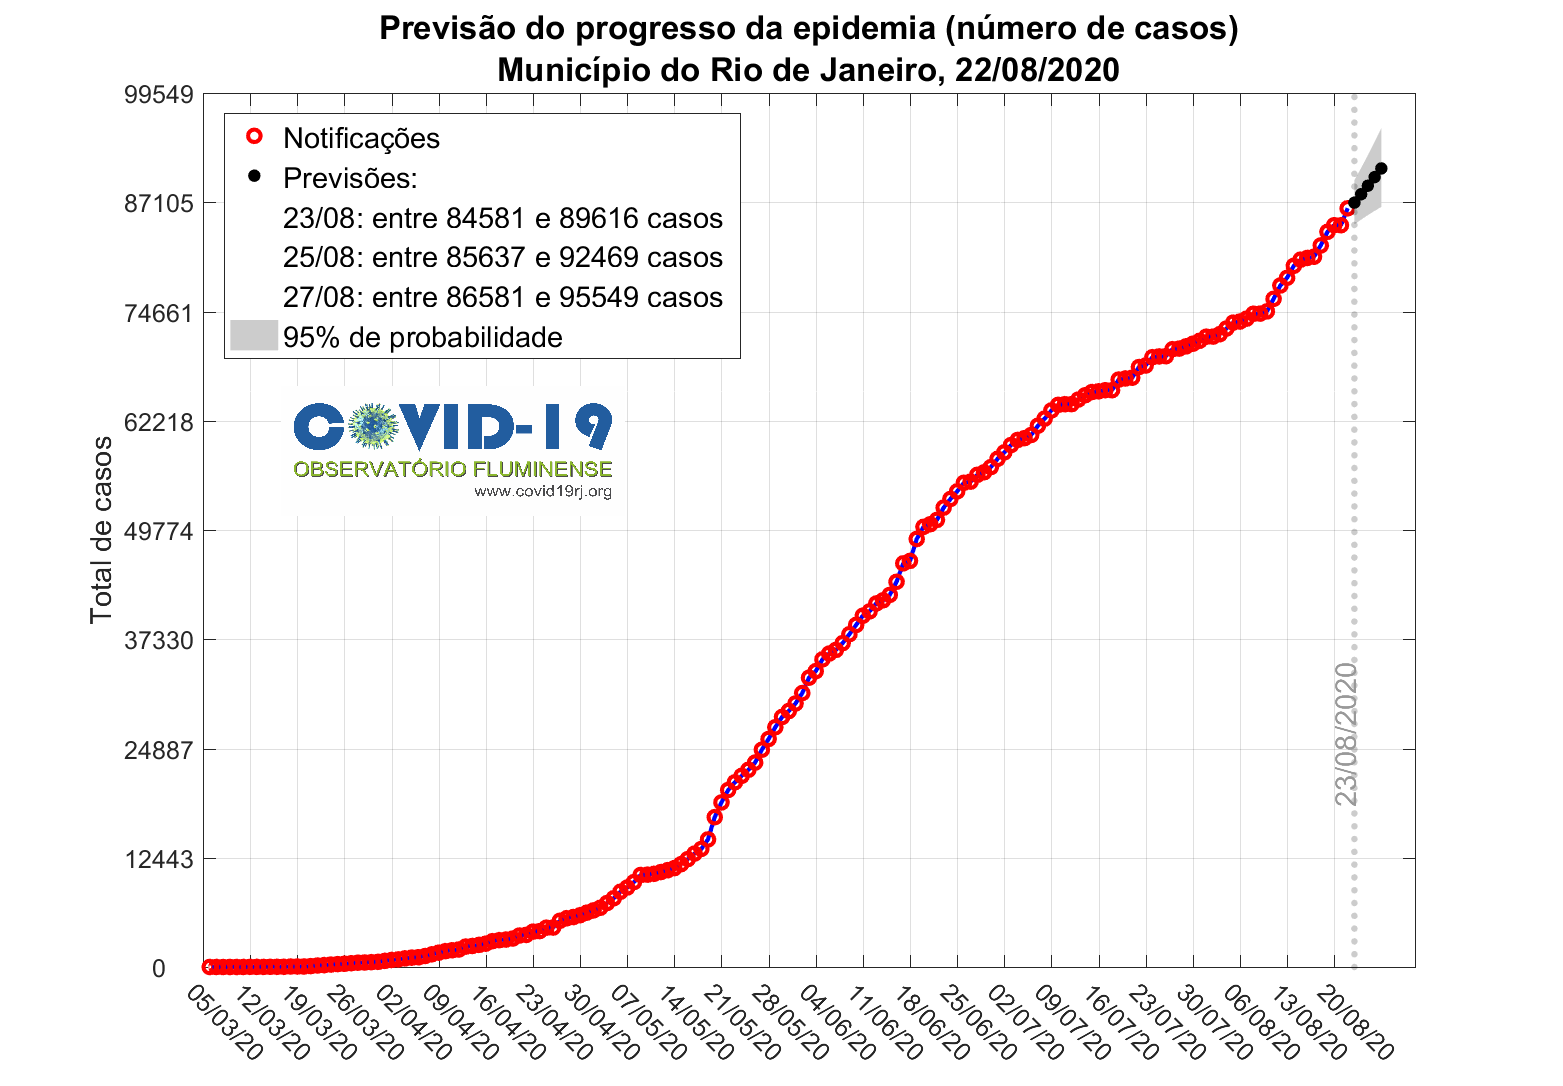 Previsão do progresso da epidemia (número de casos)
Município do Rio de Janeiro, 22/08/2020
99549
87105
74661
62218
49774
37330
24887
12443
0
Total de casos
Notificações
Previsões:
23/08: entre 84581 e 89616 casos
25/08: entre 85637 e 92469 casos
27/08: entre 86581 e 95549 casos
95% de probabilidade
COVID-19
OBSERVATÓRIO FLUMINENSE
www.covid19rj.org
23/08/2020
05/03/20
12/03/20
19/03/20
26/03/20
02/04/20
09/04/20
16/04/20
23/04/20
30/04/20
07/05/20
14/05/20
21/05/20
28/05/20
04/06/20
11/06/20
18/06/20
25/06/20
02/07/20
09/07/20
16/07/20
23/07/20
30/07/20
06/08/20
13/08/20
20/08/20